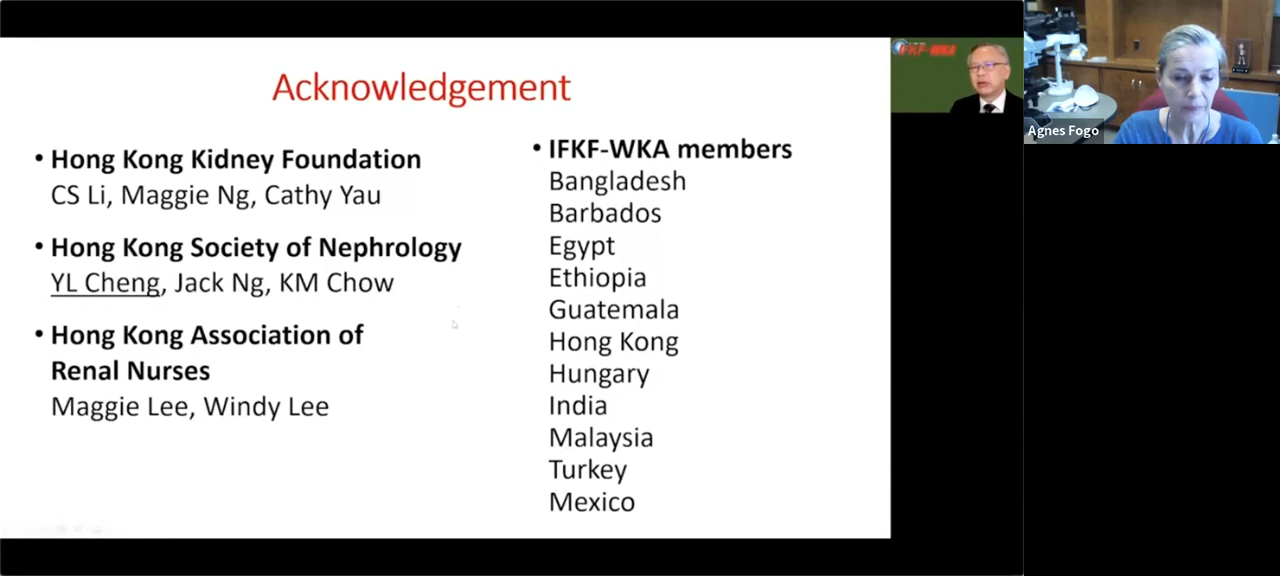 Acknowledgement
• Hong Kong Kidney Foundation
CS Li, Maggie Ng, Cathy Yau
• Hong Kong Society of Nephrology
YL Cheng, Jack Ng, KM Chow
• Hong Kong Association of
Renal Nurses
Maggie Lee, Windy Lee
• IFKF-WKA members
Bangladesh
Barbados
Egypt
Ethiopia
Guatemala
Hong Kong
Hungary
India
Malaysia
Turkey
Mexico
IFKF-WKA
Agnes Fogo